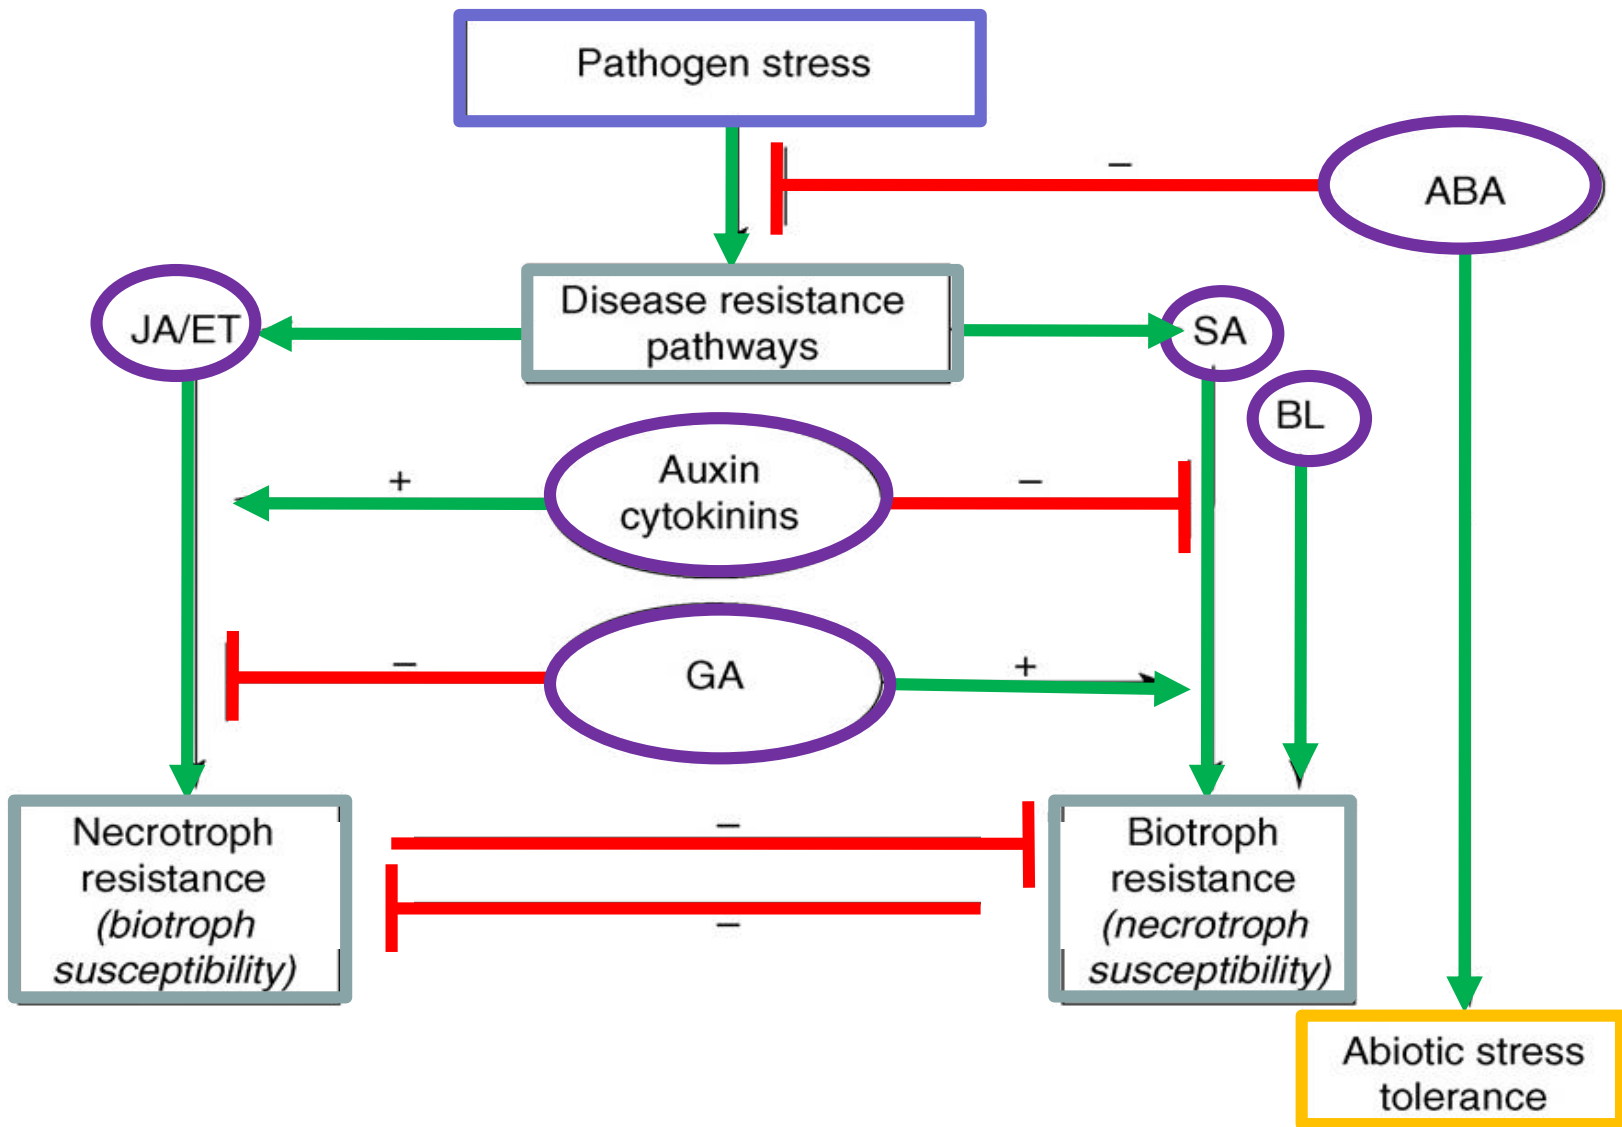 Pathogen stress
–
ABA
Disease resistance
pathways
JA/ET
SA
BL
Auxin
cytokinins
+
–
GA
–
+
Necrotroph
resistance
(biotroph
susceptibility)
–
–
Biotroph
resistance
(necrotroph
susceptibility)
Abiotic stress
tolerance